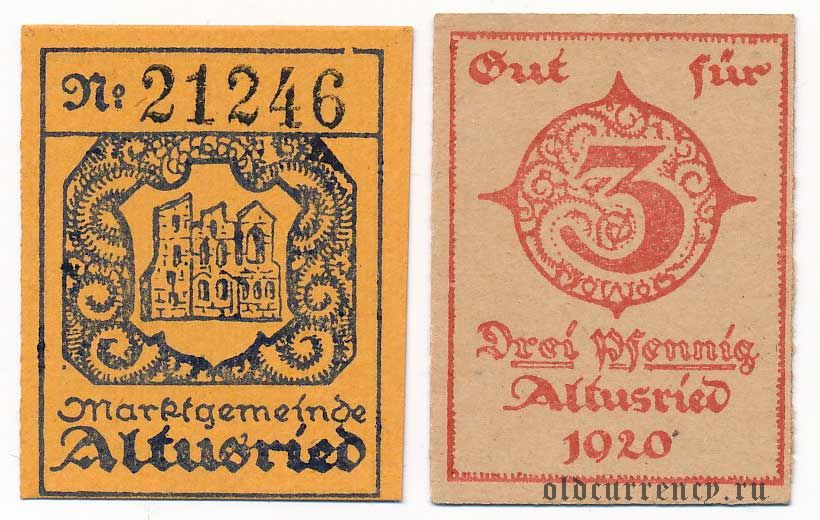 Nº 21246
Marktgemeinde
Altusried
Gut für
3
Drei Pfennig
Altusried
1920
oldcurrency.ru